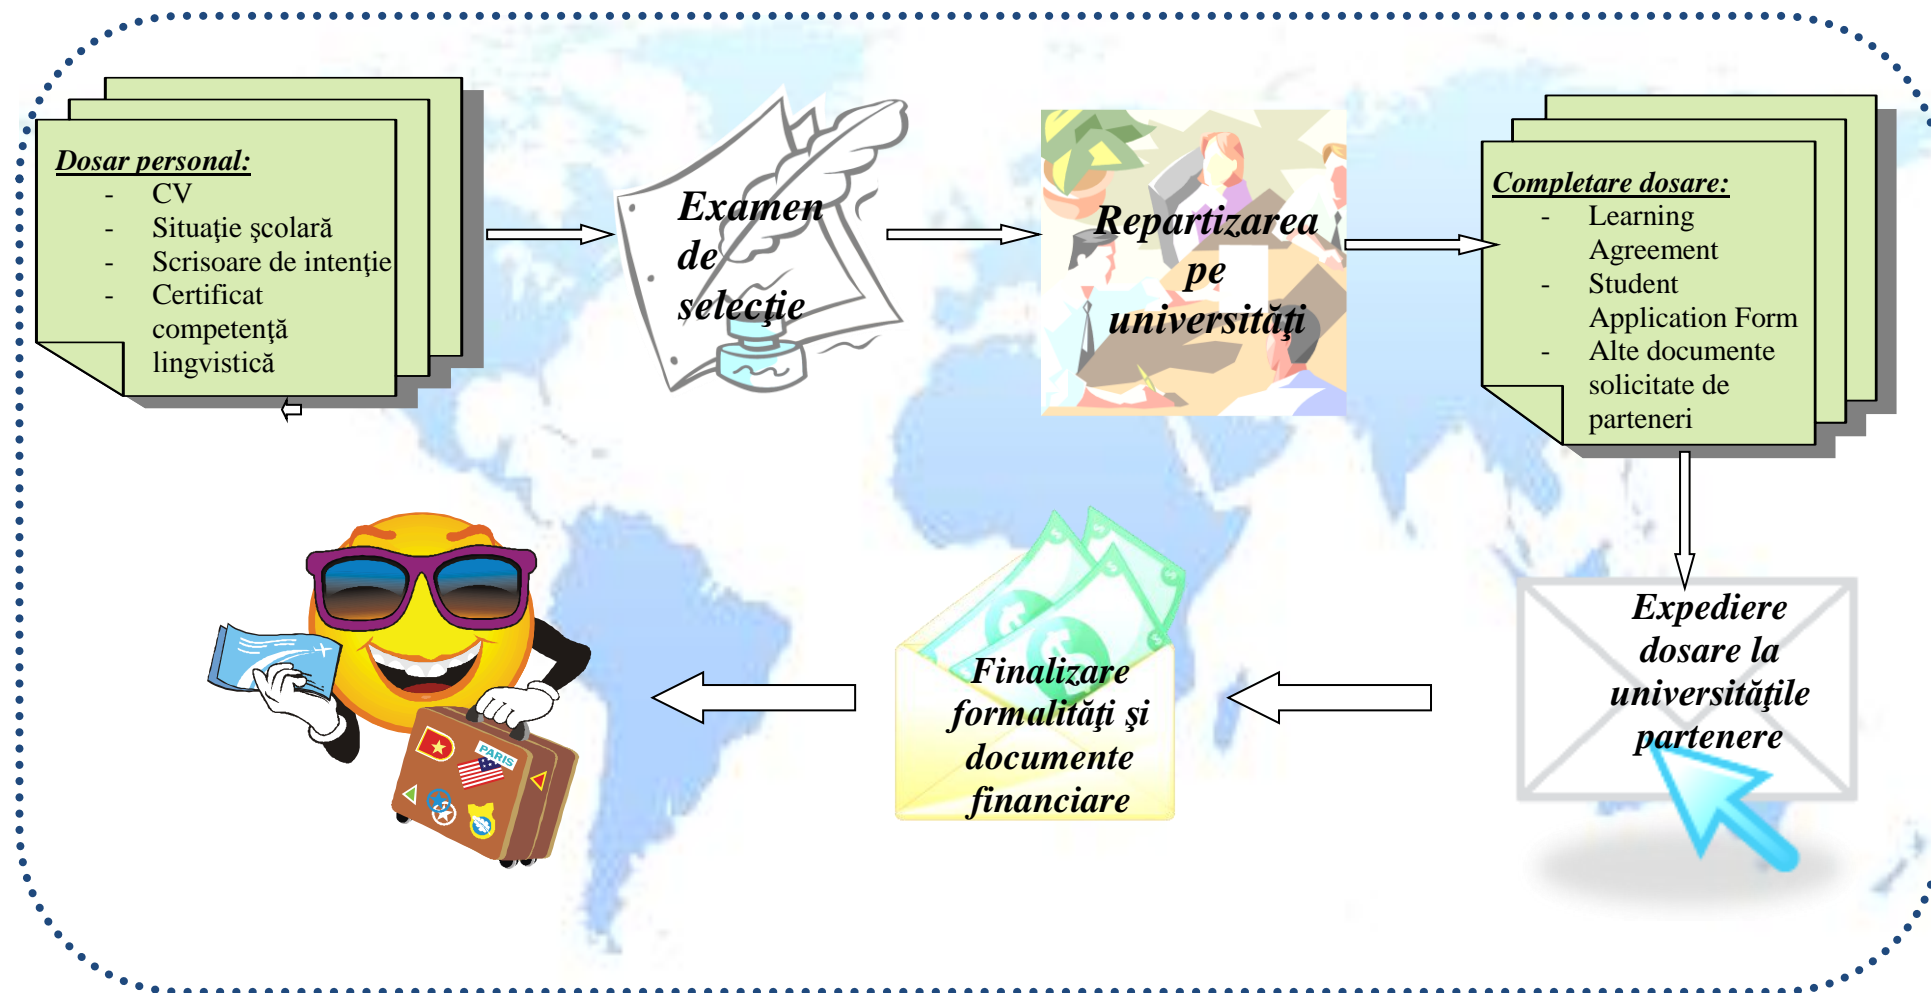 Dosar personal:
- CV
- Situaţie şcolară
- Scrisoare de intenţie
- Certificat
competenţă
lingvistică
Examen
de
selecţie
Repartizarea
pe
universităţi
Completare dosare:
- Learning
Agreement
- Student
Application Form
- Alte documente
solicitate de
parteneri
Expediere
dosare la
universităţile
partenere
Finalizare
formalităţi şi
documente
financiare
PARIS